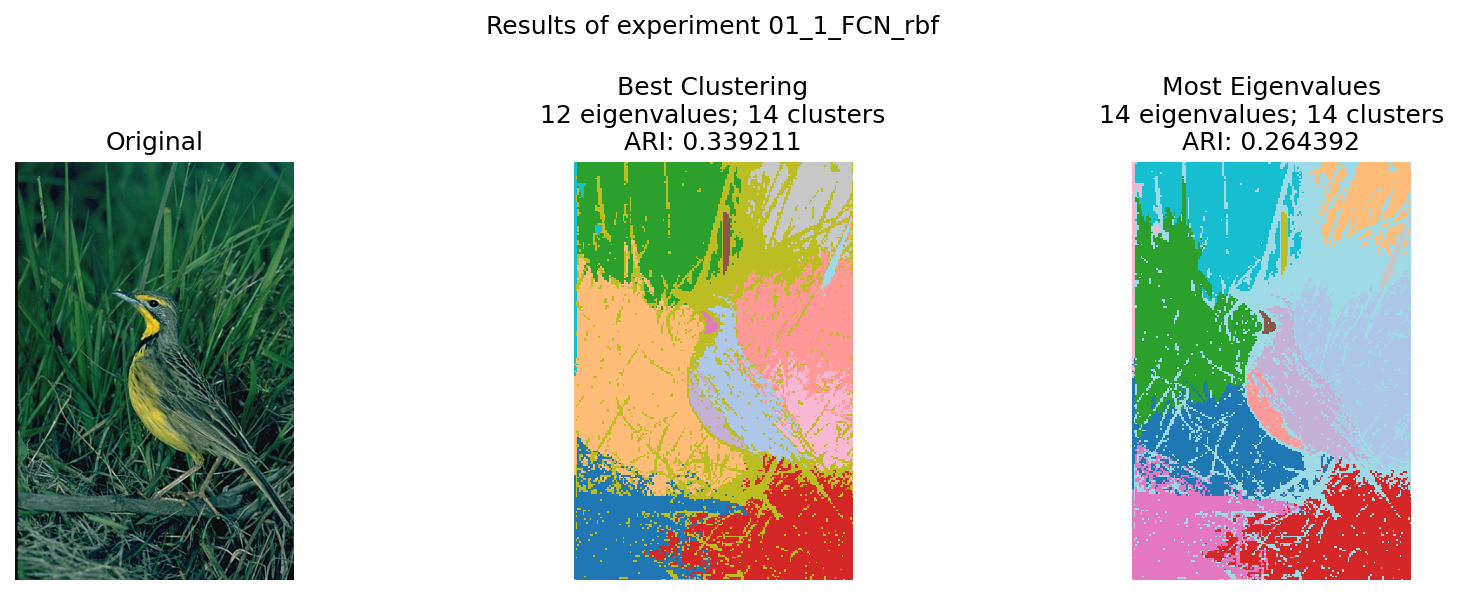 Results of experiment 01_1_FCN_rbf
Original
Best Clustering
12 eigenvalues; 14 clusters
ARI: 0.339211
Most Eigenvalues
14 eigenvalues; 14 clusters
ARI: 0.264392